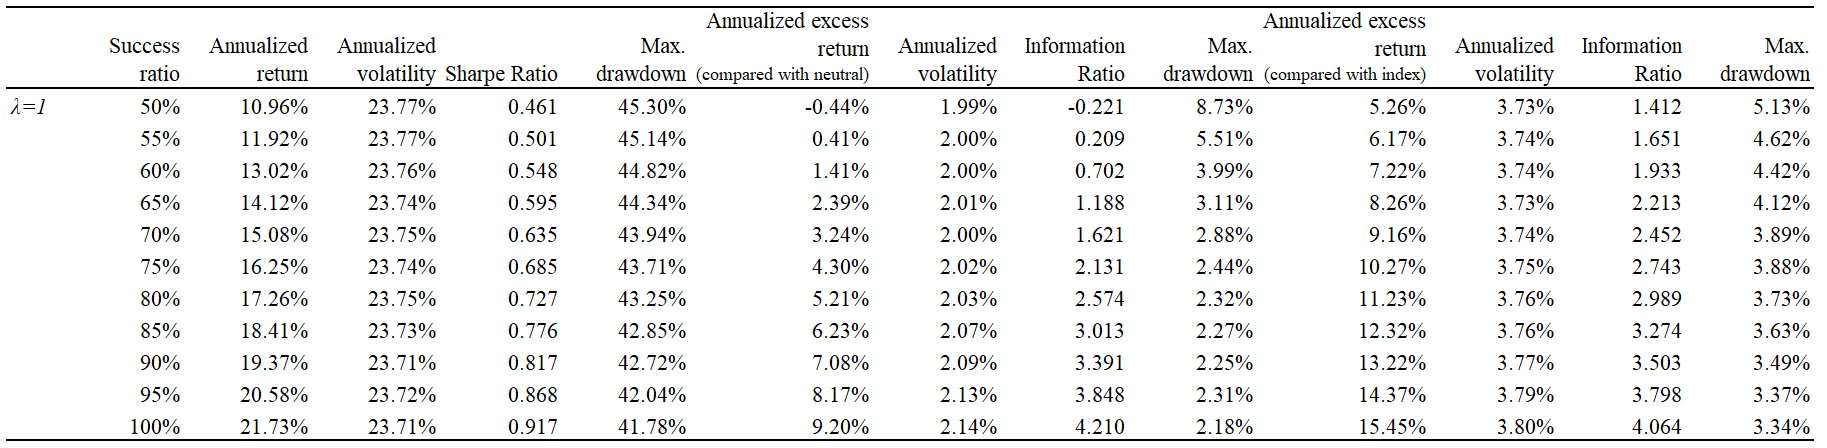 Annualized excess Annualized excess
Success Annualized Annualized Max. return Annualized Information Max. return Annualized Information Max.
ratio return volatility Sharpe Ratio drawdown (compared with neutral) volatility Ratio drawdown (compared with index) volatility Ratio drawdown
λ=1 50% 10.96% 23.77% 0.461 45.30% -0.44% 1.99% -0.221 8.73% 5.26% 3.73% 1.412 5.13%
55% 11.92% 23.77% 0.501 45.14% 0.41% 2.00% 0.209 5.51% 6.17% 3.74% 1.651 4.62%
60% 13.02% 23.76% 0.548 44.82% 1.41% 2.00% 0.702 3.99% 7.22% 3.74% 1.933 4.42%
65% 14.12% 23.74% 0.595 44.34% 2.39% 2.01% 1.188 3.11% 8.26% 3.73% 2.213 4.12%
70% 15.08% 23.75% 0.635 43.94% 3.24% 2.00% 1.621 2.88% 9.16% 3.74% 2.452 3.89%
75% 16.25% 23.74% 0.685 43.71% 4.30% 2.02% 2.131 2.44% 10.27% 3.75% 2.743 3.88%
80% 17.26% 23.75% 0.727 43.25% 5.21% 2.03% 2.574 2.32% 11.23% 3.76% 2.989 3.73%
85% 18.41% 23.73% 0.776 42.85% 6.23% 2.07% 3.013 2.27% 12.32% 3.76% 3.274 3.63%
90% 19.37% 23.71% 0.817 42.72% 7.08% 2.09% 3.391 2.25% 13.22% 3.77% 3.503 3.49%
95% 20.58% 23.72% 0.868 42.04% 8.17% 2.13% 3.848 2.31% 14.37% 3.79% 3.798 3.37%
100% 21.73% 23.71% 0.917 41.78% 9.20% 2.14% 4.210 2.18% 15.45% 3.80% 4.064 3.34%